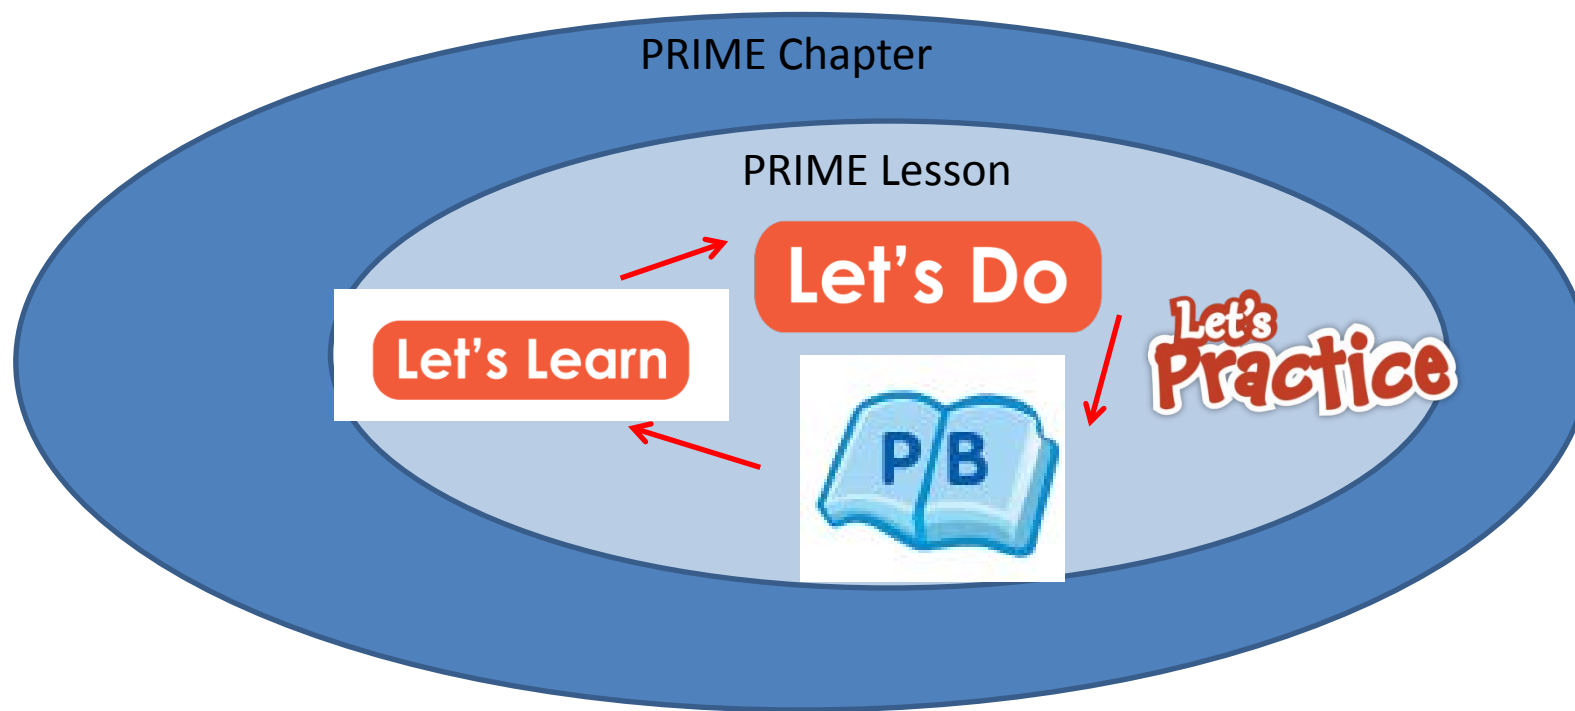 PRIME Chapter
PRIME Lesson
Let's Do
Let's Learn
Let's
Practice
PB